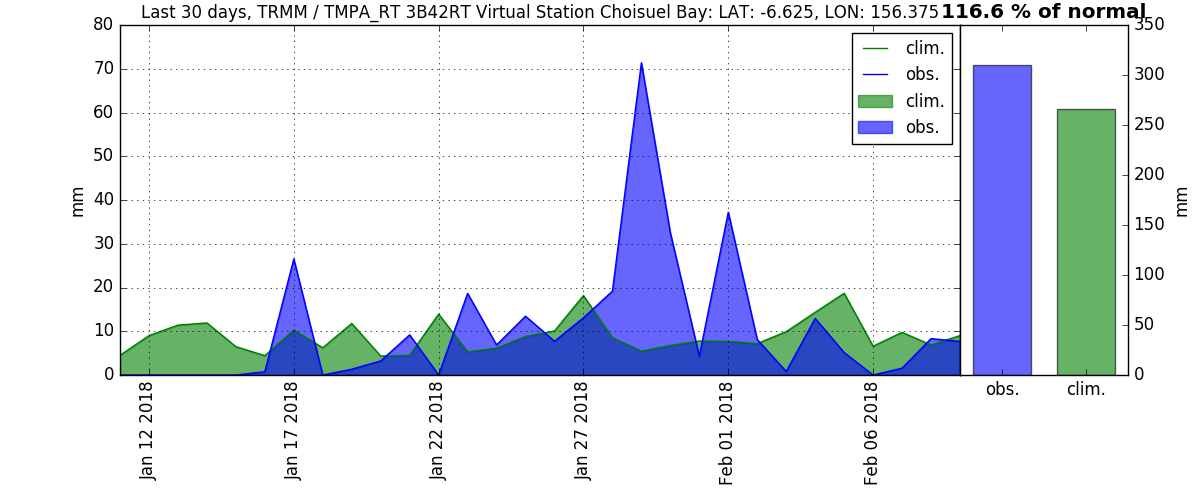 Last 30 days, TRMM / TMPA_RT 3B42RT Virtual Station Choisuel Bay: LAT: -6.625, LON: 156.375
116.6 % of normal
80
70
60
50
40
30
20
10
0
mm
clim.
obs.
clim.
obs.
Jan 12 2018
Jan 17 2018
Jan 22 2018
Jan 27 2018
Feb 01 2018
Feb 06 2018
350
300
250
200
150
100
50
0
mm
obs.
clim.